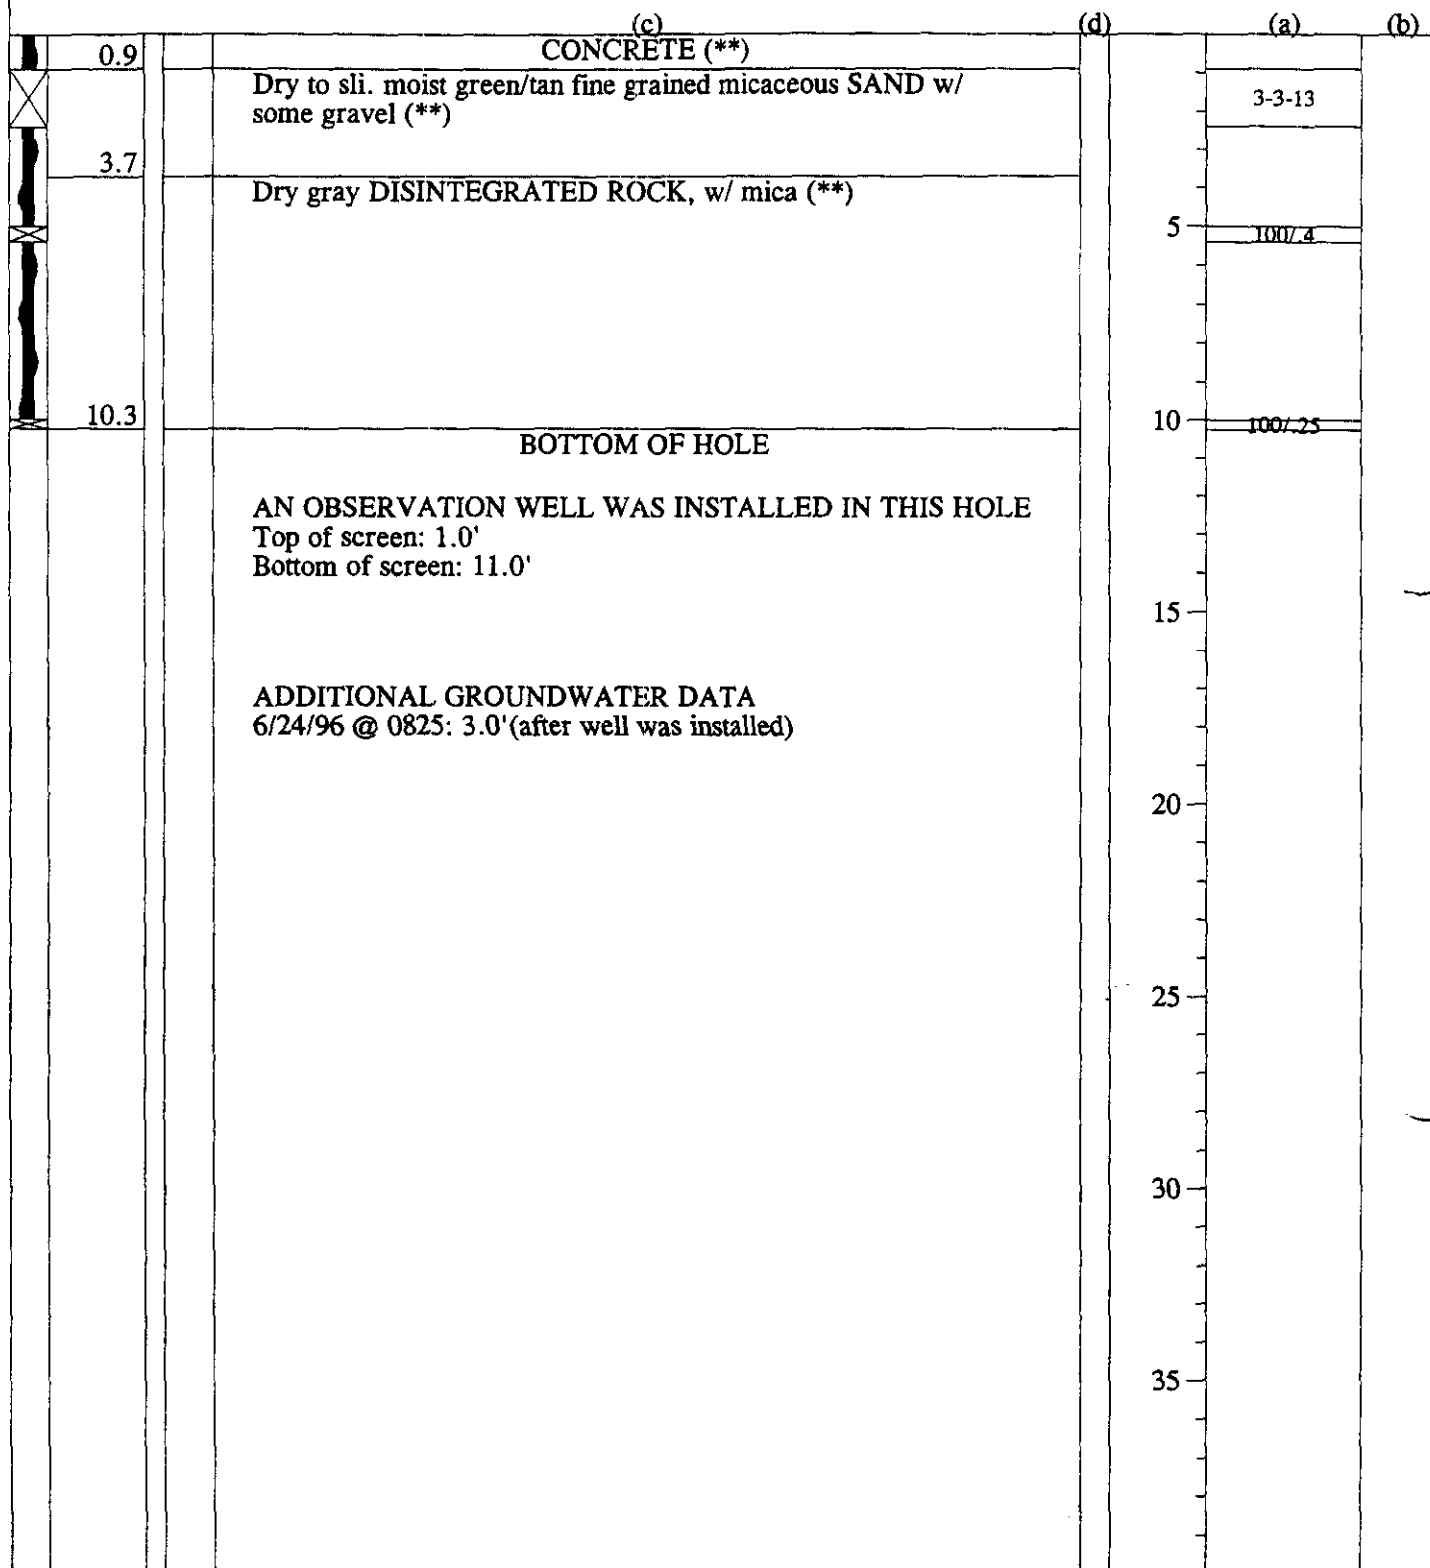 (c) (d) (a) (b)
0.9 CONCRETE (**)
Dry to sli. moist green/tan fine grained micaceous SAND w/
some gravel (**)
3-3-13
3.7
Dry gray DISINTEGRATED ROCK, w/ mica (**)
5 100/.4
10.3 10 100/.25
BOTTOM OF HOLE
AN OBSERVATION WELL WAS INSTALLED IN THIS HOLE
Top of screen: 1.0'
Bottom of screen: 11.0'
15
ADDITIONAL GROUNDWATER DATA
6/24/96 @ 0825: 3.0'(after well was installed)
20
25
30
35